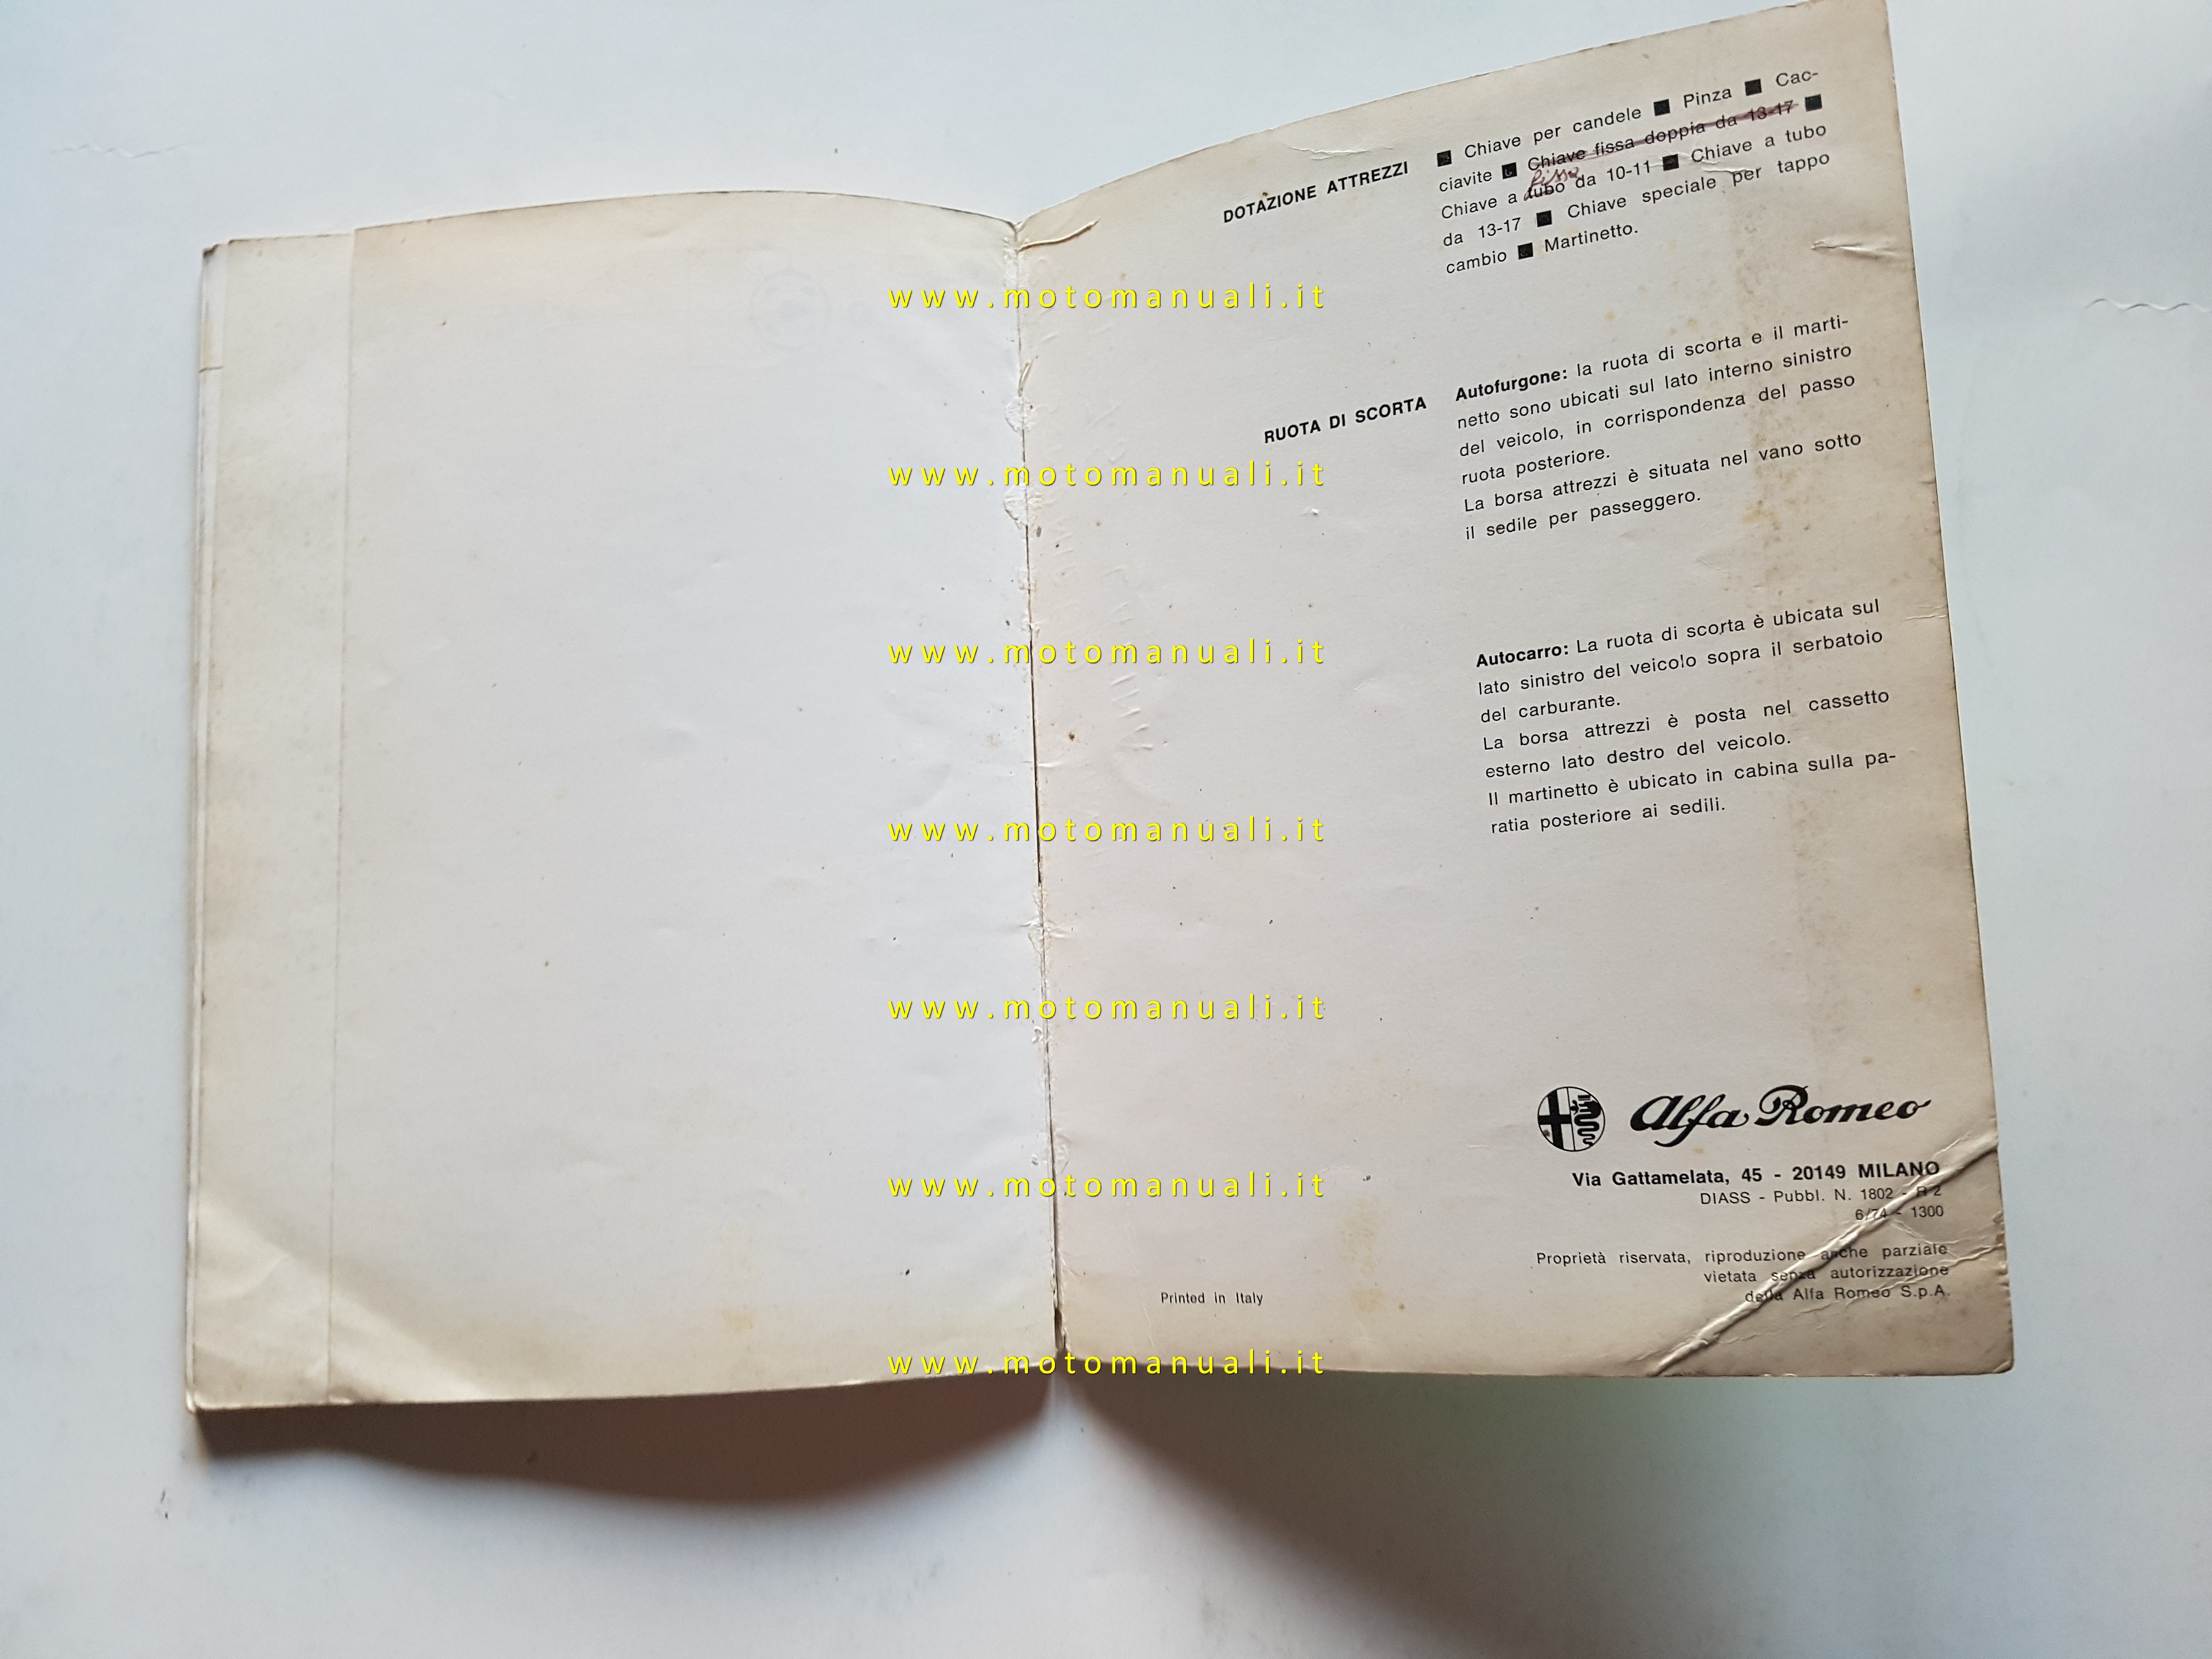 DOTAZIONE ATTREZZI
■ Chiave per candele ■ Pinza ■ Cac-
ciavite ■ Chiave fissa doppia da 13-17 ■
fissa
Chiave a tubo da 10-11 ■ Chiave a tubo
da 13-17 ■ Chiave speciale per tappo
cambio ■ Martinetto.
RUOTA DI SCORTA
Autofurgone: la ruota di scorta e il marti-
netto sono ubicati sul lato interno sinistro
del veicolo, in corrispondenza del passo
ruota posteriore.
La borsa attrezzi è situata nel vano sotto
il sedile per passeggero.
Autocarro: La ruota di scorta è ubicata sul
lato sinistro del veicolo sopra il serbatoio
del carburante.
La borsa attrezzi è posta nel cassetto
esterno lato destro del veicolo.
Il martinetto è ubicato in cabina sulla pa-
ratia posteriore ai sedili.
Alfa Romeo
Via Gattamelata, 45 - 20149 MILANO
DIASS - Pubbl. N. 1802 - R 2
6/74 - 1300
Proprietà riservata, riproduzione anche parziale
vietata senza autorizzazione
della Alfa Romeo S.p.A.
Printed in Italy
www.motomanuali.it
www.motomanuali.it
www.motomanuali.it
www.motomanuali.it
www.motomanuali.it
www.motomanuali.it
www.motomanuali.it